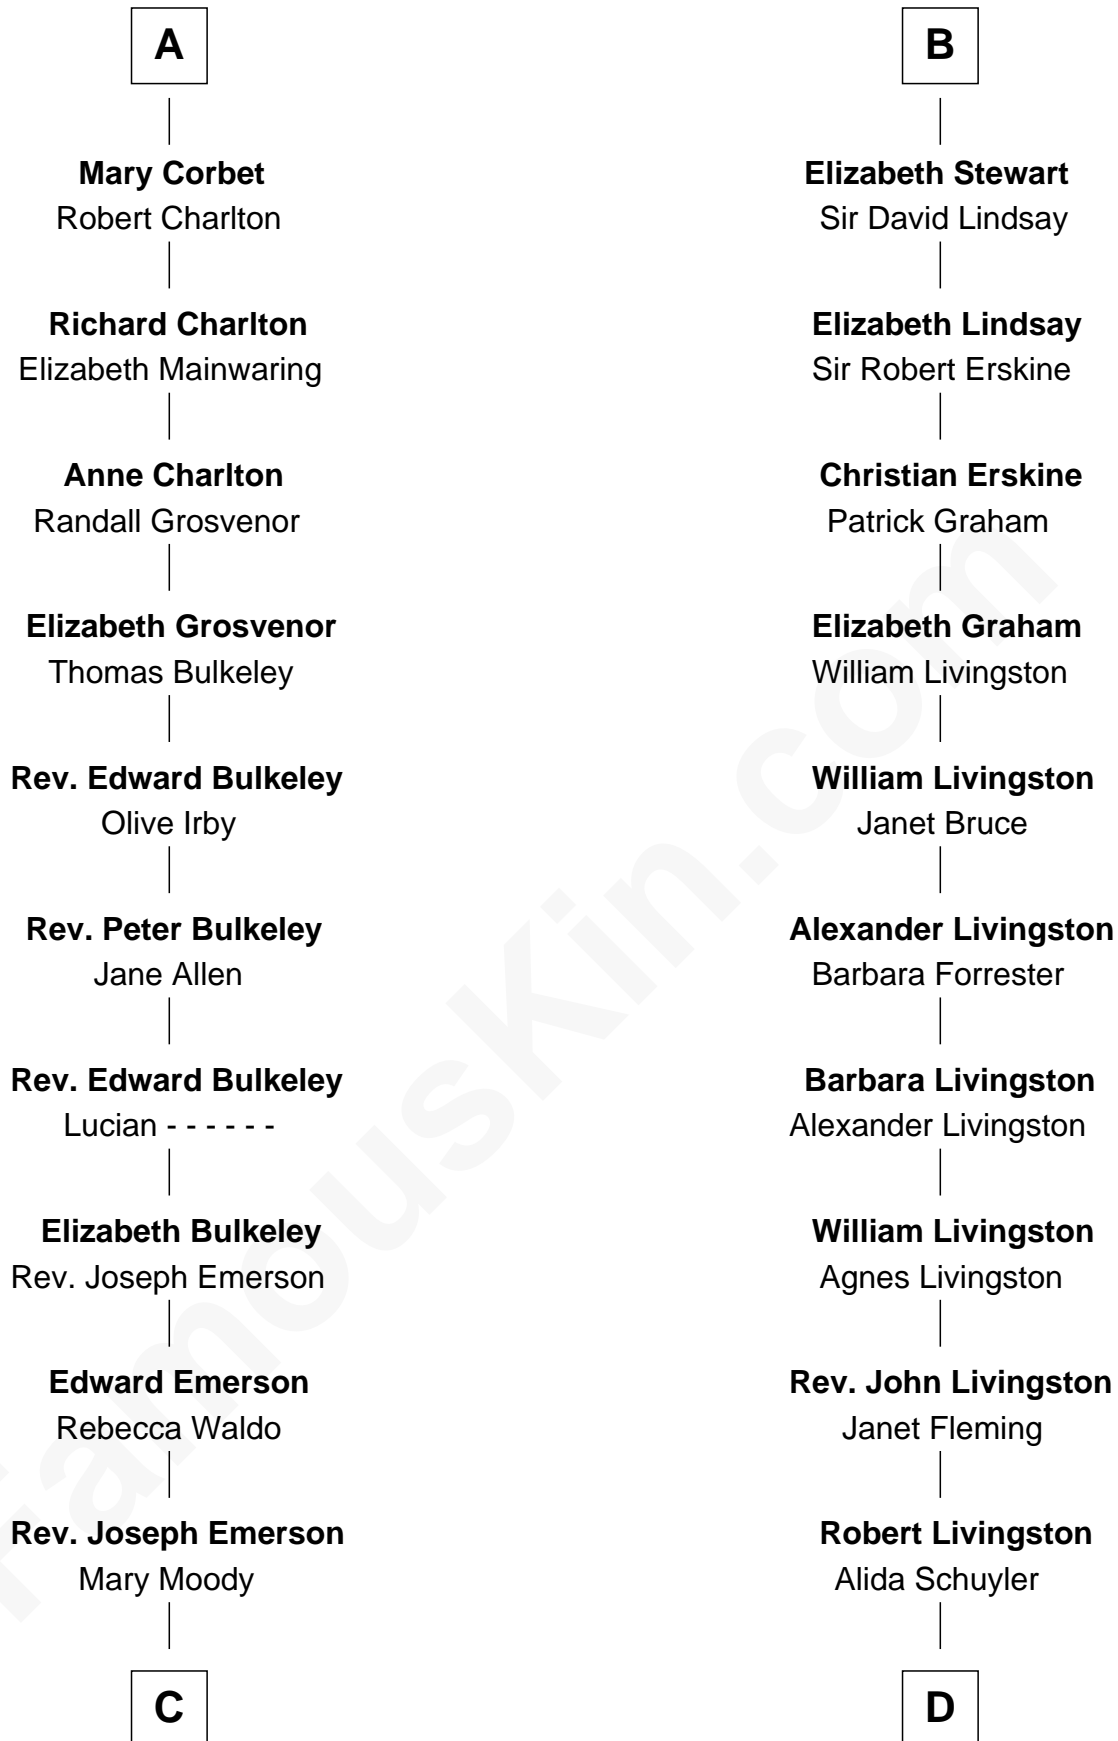 A
Mary Corbet
Robert Charlton
Richard Charlton
Elizabeth Mainwaring
Anne Charlton
Randall Grosvenor
Elizabeth Grosvenor
Thomas Bulkeley
Rev. Edward Bulkeley
Olive Irby
Rev. Peter Bulkeley
Jane Allen
Rev. Edward Bulkeley
Lucian - - - - - -
Elizabeth Bulkeley
Rev. Joseph Emerson
Edward Emerson
Rebecca Waldo
Rev. Joseph Emerson
Mary Moody
C
B
Elizabeth Stewart
Sir David Lindsay
Elizabeth Lindsay
Sir Robert Erskine
Christian Erskine
Patrick Graham
Elizabeth Graham
William Livingston
William Livingston
Janet Bruce
Alexander Livingston
Barbara Forrester
Barbara Livingston
Alexander Livingston
William Livingston
Agnes Livingston
Rev. John Livingston
Janet Fleming
Robert Livingston
Alida Schuyler
D
FamousKin.com